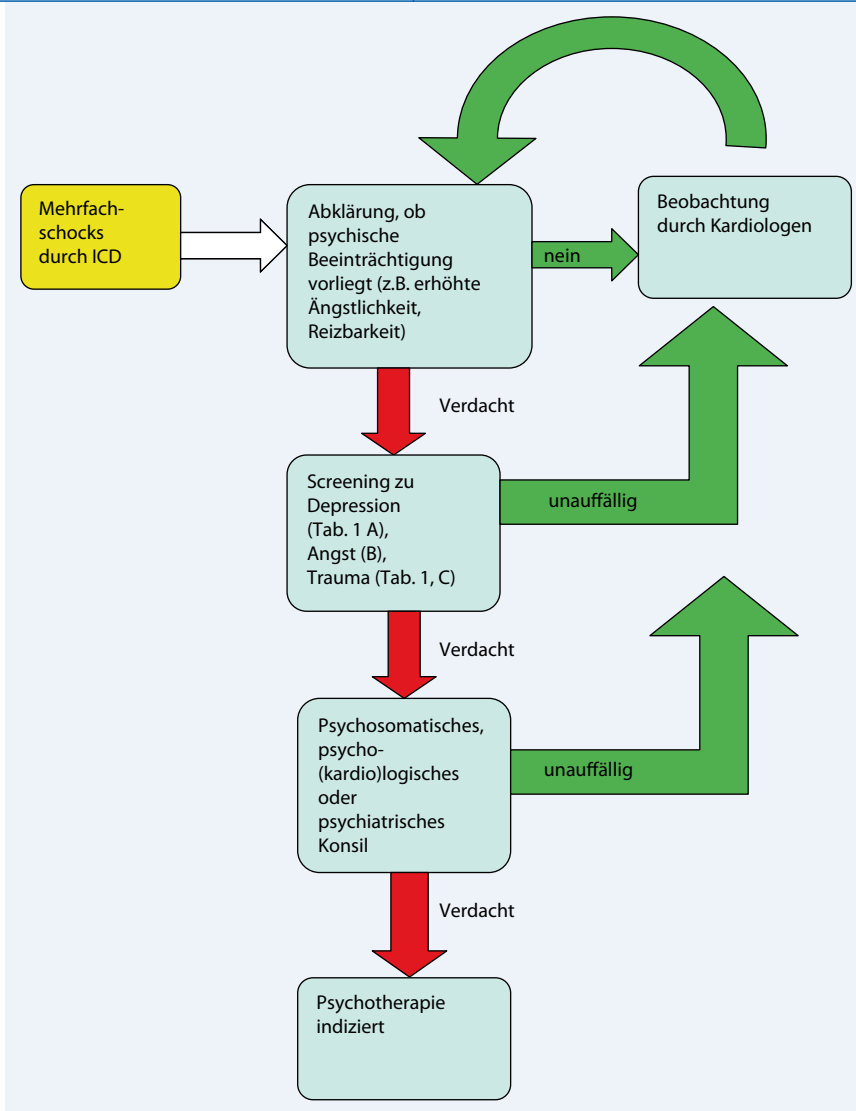 Mehrfach-
schocks
durch ICD
Abklärung, ob
psychische
Beeinträchtigung
vorliegt (z.B. erhöhte
Ängstlichkeit,
Reizbarkeit)
nein
Beobachtung
durch Kardiologen
Verdacht
Screening zu
Depression
(Tab. 1 A),
Angst (B),
Trauma (Tab. 1, C)
unauffällig
Verdacht
Psychosomatisches,
psycho-
(kardio)logisches
oder
psychiatrisches
Konsil
unauffällig
Verdacht
Psychotherapie
indiziert